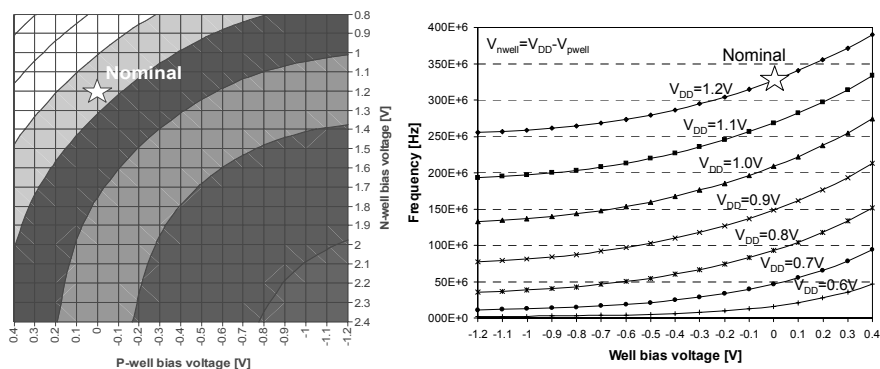 0.8
0.9
1
1.1
1.2
1.3
1.4
1.5
1.6
1.7
1.8
1.9
2
2.1
2.2
2.3
2.4
N-well bias voltage [V]
Nominal
0.4 0.3 0.2 0.1 0 -0.1 -0.2 -0.3 -0.4 -0.5 -0.6 -0.7 -0.8 -0.9 -1 -1.1 -1.2
P-well bias voltage [V]
400E+6
350E+6
300E+6
250E+6
200E+6
150E+6
100E+6
50E+6
000E+0
Frequency [Hz]
Vnwell=VDD-Vpwell
Nominal
VDD=1.2V
VDD=1.1V
VDD=1.0V
VDD=0.9V
VDD=0.8V
VDD=0.7V
VDD=0.6V
-1.2 -1.1 -1 -0.9 -0.8 -0.7 -0.6 -0.5 -0.4 -0.3 -0.2 -0.1 0 0.1 0.2 0.3 0.4
Well bias voltage [V]